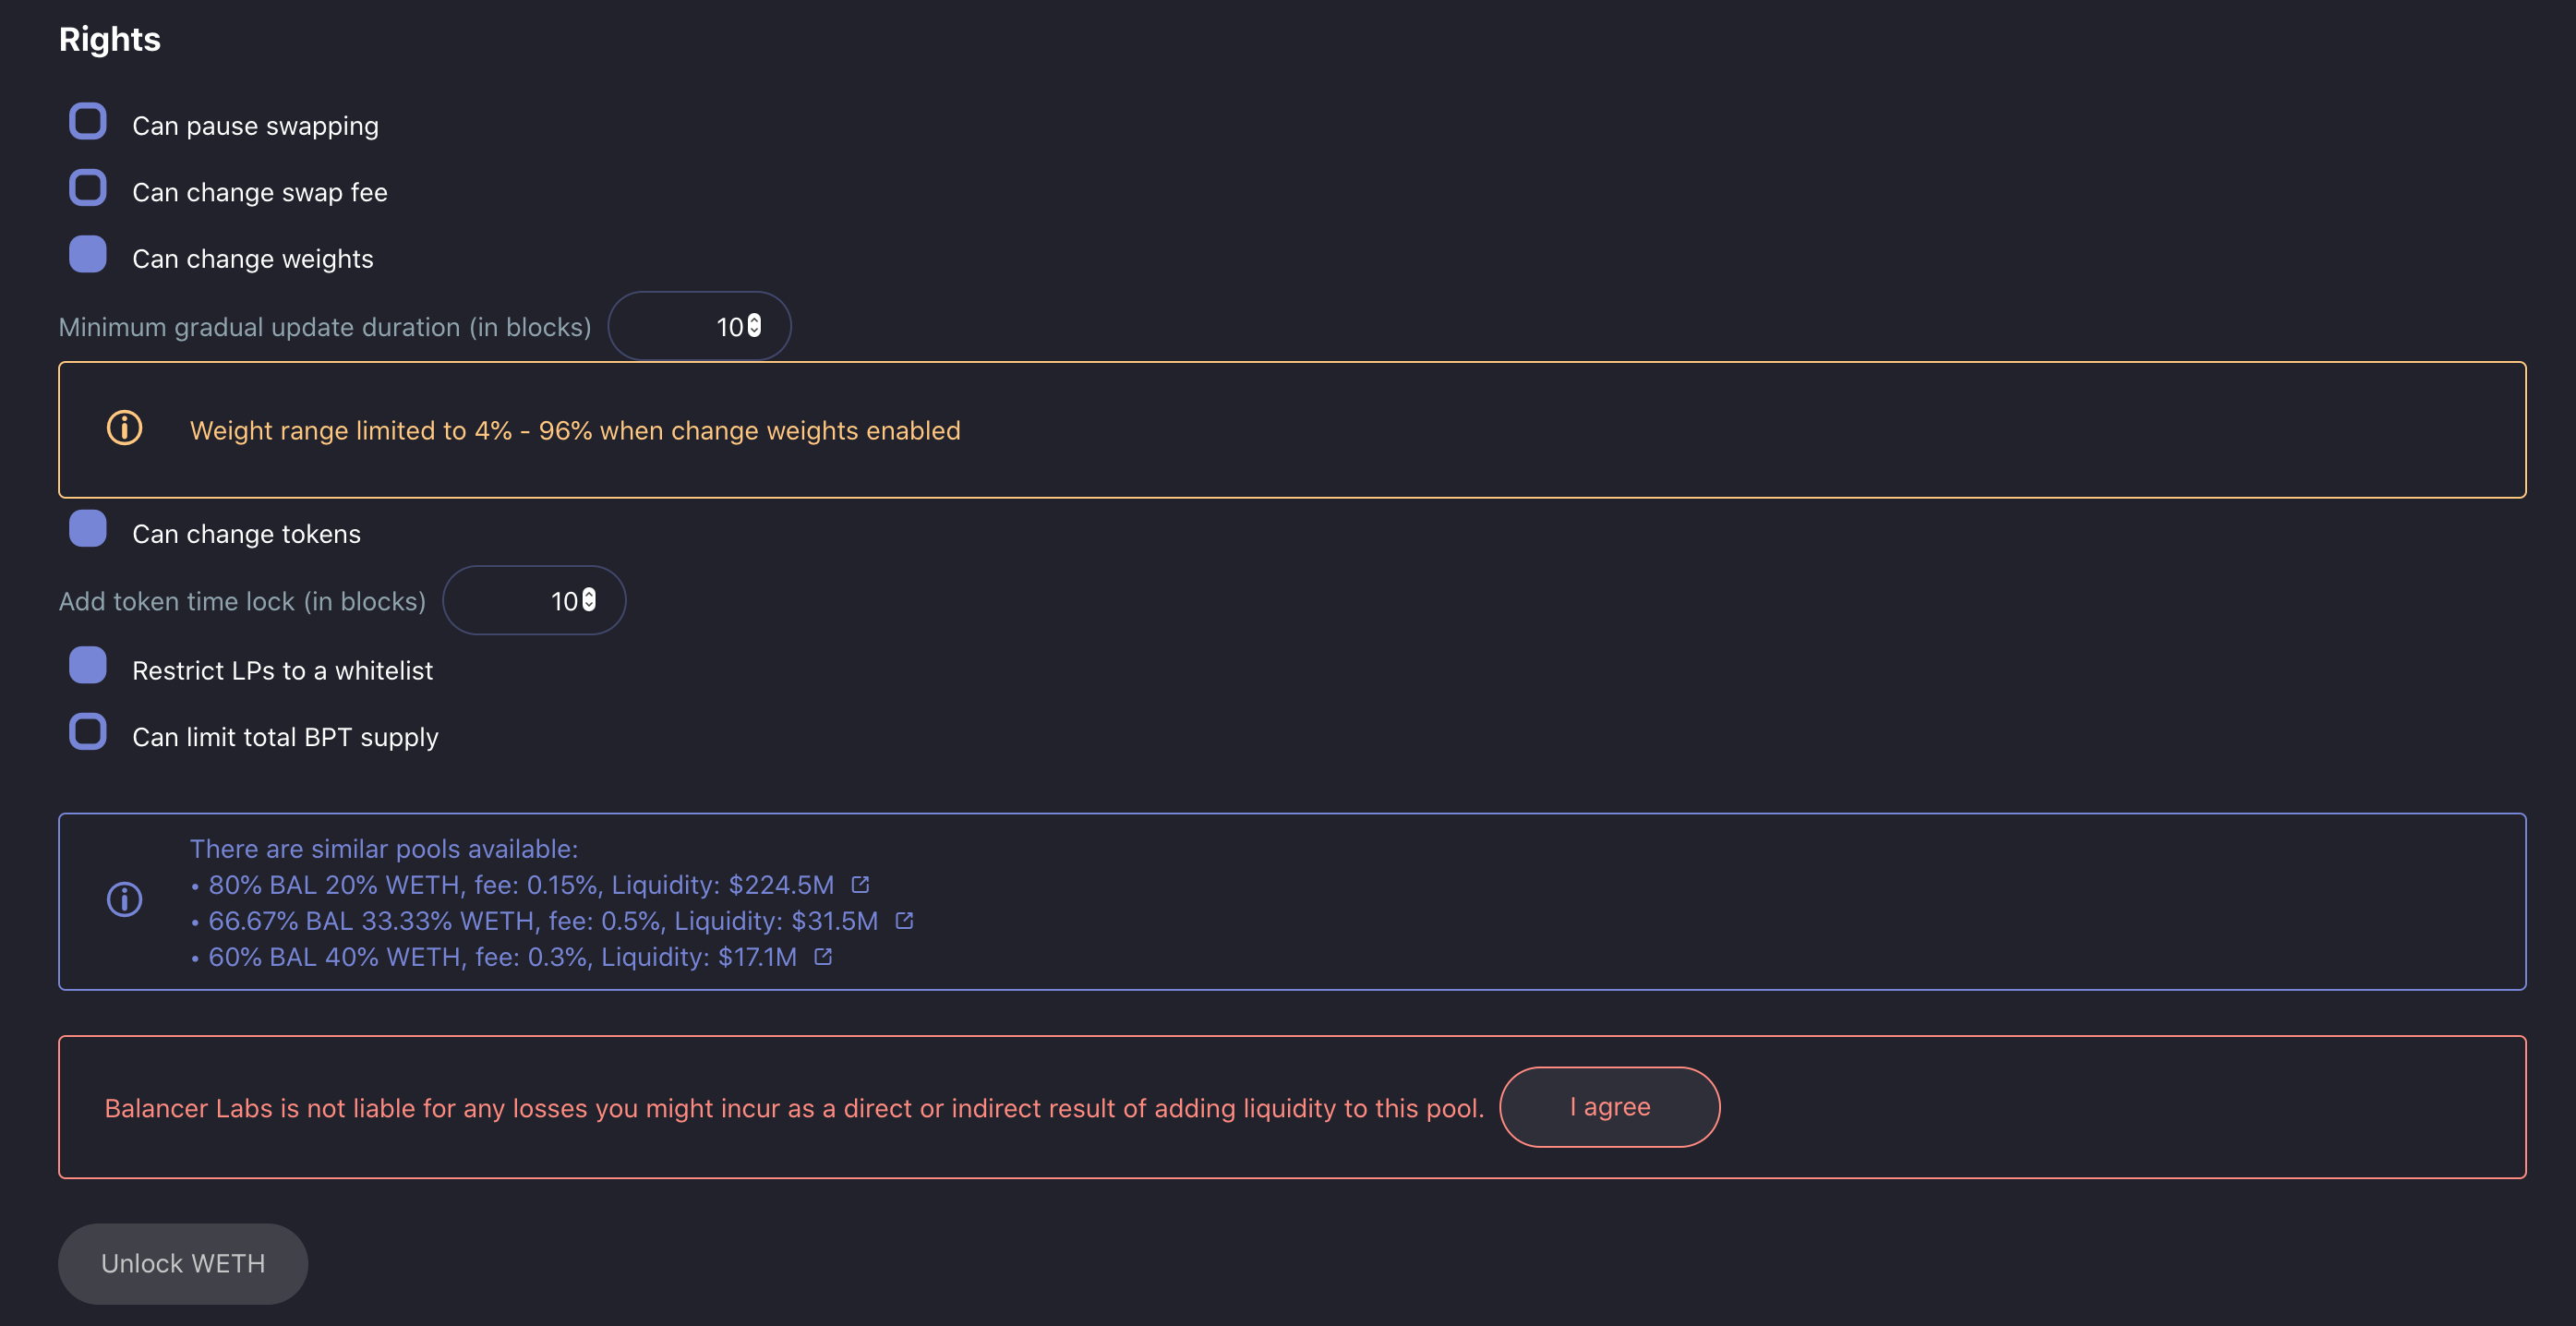 Rights
Can pause swapping
Can change swap fee
Can change weights
Minimum gradual update duration (in blocks) 10
Weight range limited to 4% - 96% when change weights enabled
Can change tokens
Add token time lock (in blocks) 10
Restrict LPs to a whitelist
Can limit total BPT supply
There are similar pools available:
• 80% BAL 20% WETH, fee: 0.15%, Liquidity: $224.5M
• 66.67% BAL 33.33% WETH, fee: 0.5%, Liquidity: $31.5M
• 60% BAL 40% WETH, fee: 0.3%, Liquidity: $17.1M
Balancer Labs is not liable for any losses you might incur as a direct or indirect result of adding liquidity to this pool. I agree
Unlock WETH